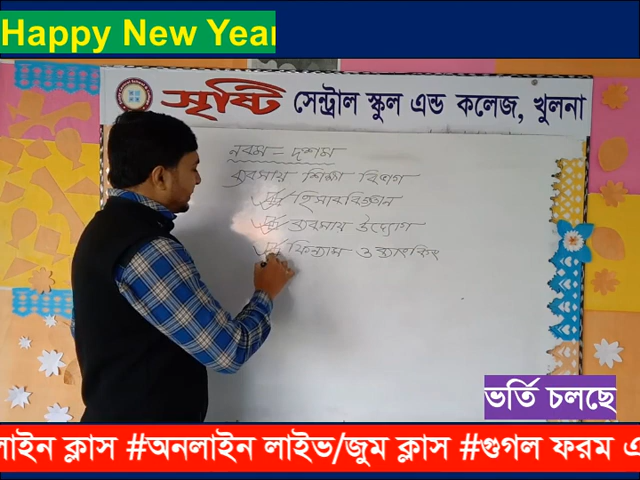 Happy New Year
সৃষ্টি সেন্ট্রাল স্কুল এন্ড কলেজ, খুলনা
নবম - দশম
ব্যবসায় শিক্ষা বিভাগ
হিসাববিজ্ঞান
ব্যবসায় উদ্যোগ
ফিন্যান্স ও ব্যাংকিং
ভর্তি চলছে
লাইন ক্লাস #অনলাইন লাইভ/জুম ক্লাস #গুগল ফরম এ